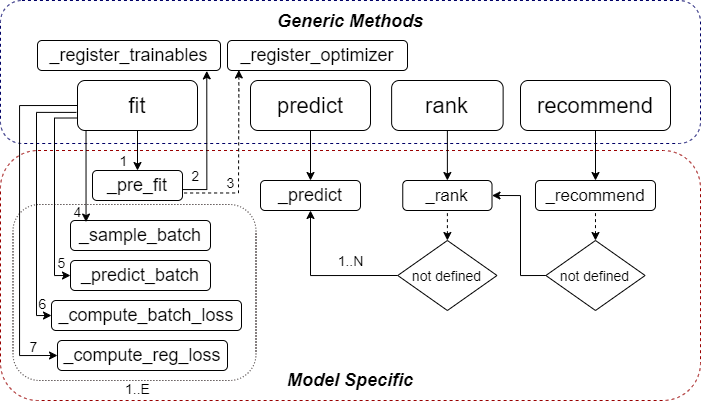 Generic Methods
_register_trainables
_register_optimizer
fit
predict
rank
recommend
1
2
3
_pre_fit
_predict
_rank
_recommend
4
_sample_batch
5
_predict_batch
1..N
not defined
not defined
6
_compute_batch_loss
7
_compute_reg_loss
1..E
Model Specific